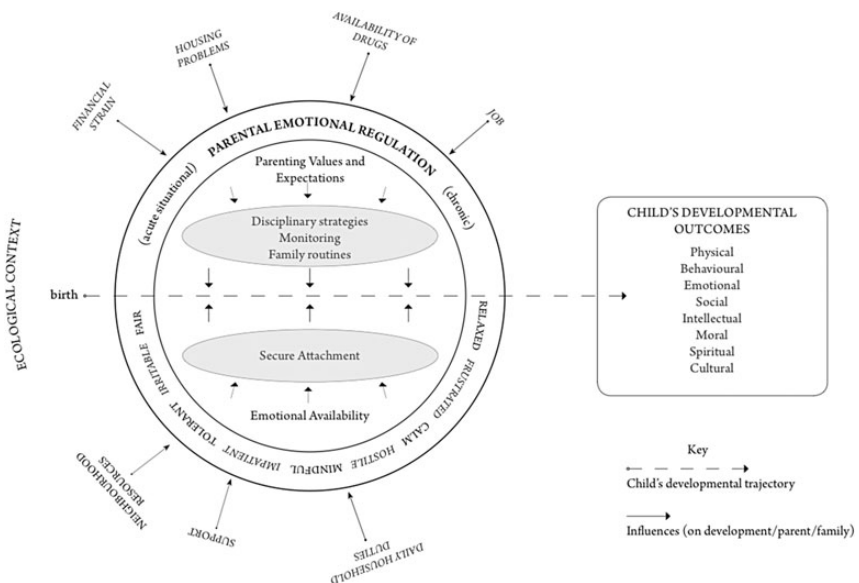 AVAILABILITY OF
DRUGS
HOUSING
PROBLEMS
FINANCIAL
STRAIN
JOB
PARENTAL EMOTIONAL REGULATION
(acute situational)
(chronic)
Parenting Values and
Expectations
Disciplinary strategies
Monitoring
Family routines
ECOLOGICAL CONTEXT
birth
Secure Attachment
Emotional Availability
RELAXED FRUSTRATED CALM HOSTILE MINDFUL IMPATIENT TOLERANT IRRITABLE FAIR
NEIGHBOURHOOD
RESOURCES
SUPPORT
DAILY HOUSEHOLD
DUTIES
CHILD'S DEVELOPMENTAL
OUTCOMES
Physical
Behavioural
Emotional
Social
Intellectual
Moral
Spiritual
Cultural
Key
Child's developmental trajectory
Influences (on development/parent/family)